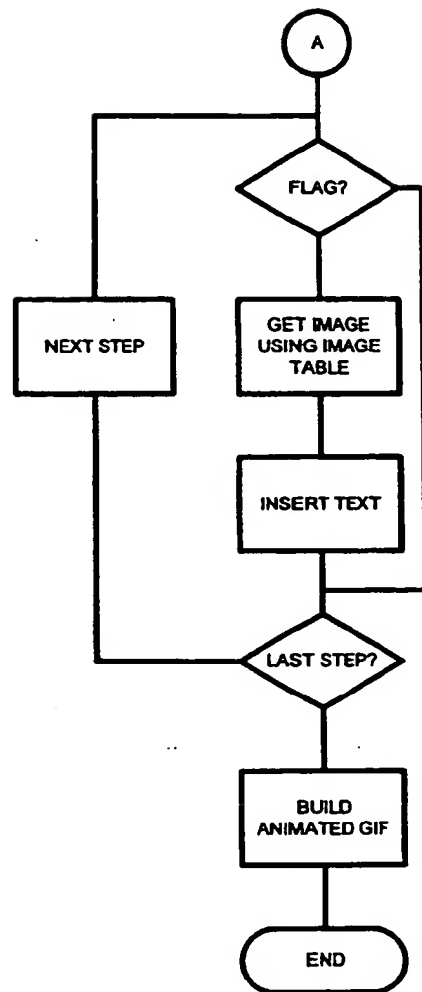 A
FLAG?
NEXT STEP
GET IMAGE
USING IMAGE
TABLE
INSERT TEXT
LAST STEP?
BUILD
ANIMATED GIF
END